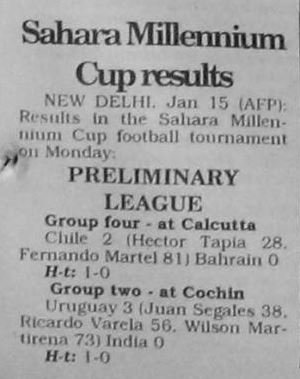 Sahara Millennium
Cup results
NEW DELHI, Jan 15 (AFP):
Results in the Sahara Millen-
nium Cup football tournament
on Monday:
PRELIMINARY
LEAGUE
Group four - at Calcutta
Chile 2 (Hector Tapia 28,
Fernando Martel 81) Bahrain 0
H-t: 1-0
Group two - at Cochin
Uruguay 3 (Juan Segales 38,
Ricardo Varela 56, Wilson Mar-
tirena 73) India 0
H-t: 1-0